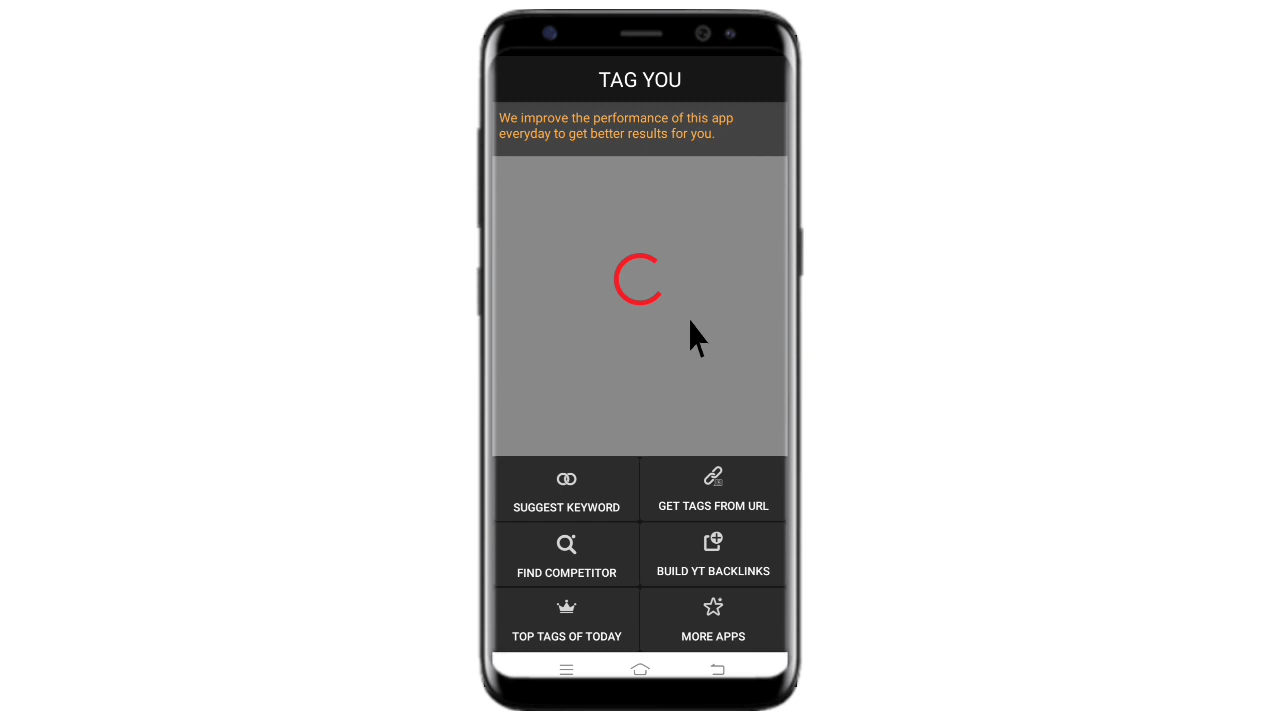 TAG YOU
We improve the performance of this app
everyday to get better results for you.
SUGGEST KEYWORD
GET TAGS FROM URL
FIND COMPETITOR
BUILD YT BACKLINKS
TOP TAGS OF TODAY
MORE APPS